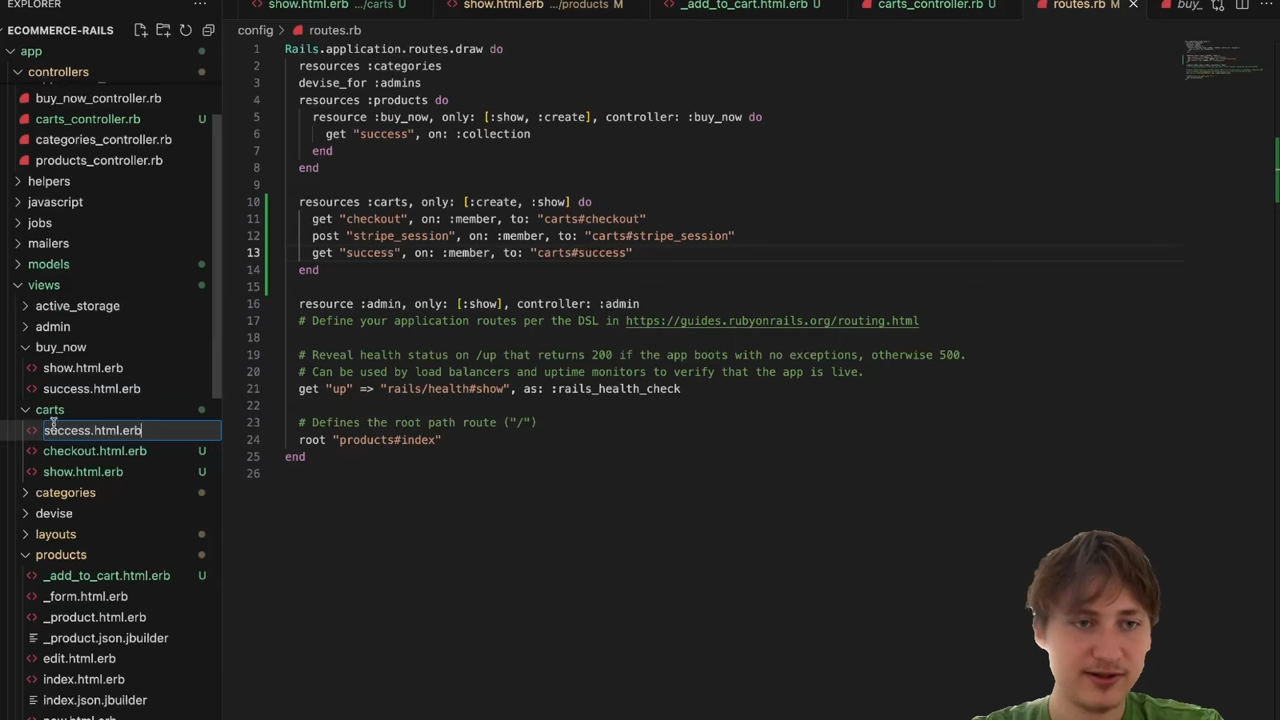 EXPLORER
ECOMMERCE-RAILS
app
controllers
buy_now_controller.rb
carts_controller.rb U
categories_controller.rb
products_controller.rb
helpers
javascript
jobs
mailers
models
views
active_storage
admin
buy_now
show.html.erb
success.html.erb
carts
success.html.erb
checkout.html.erb U
show.html.erb U
categories
devise
layouts
products
_add_to_cart.html.erb U
_form.html.erb
_product.html.erb
_product.json.jbuilder
edit.html.erb
index.html.erb
index.json.jbuilder
show.html.erb .../carts U
show.html.erb .../products M
_add_to_cart.html.erb U
carts_controller.rb U
routes.rb M
buy_
config > routes.rb
1 Rails.application.routes.draw do
2 resources :categories
3 devise_for :admins
4 resources :products do
5 resource :buy_now, only: [:show, :create], controller: :buy_now do
6 get "success", on: :collection
7 end
8 end
9
10 resources :carts, only: [:create, :show] do
11 get "checkout", on: :member, to: "carts#checkout"
12 post "stripe_session", on: :member, to: "carts#stripe_session"
13 get "success", on: :member, to: "carts#success"
14 end
15
16 resource :admin, only: [:show], controller: :admin
17 # Define your application routes per the DSL in https://guides.rubyonrails.org/routing.html
18
19 # Reveal health status on /up that returns 200 if the app boots with no exceptions, otherwise 500.
20 # Can be used by load balancers and uptime monitors to verify that the app is live.
21 get "up" => "rails/health#show", as: :rails_health_check
22
23 # Defines the root path route ("/")
24 root "products#index"
25 end
26